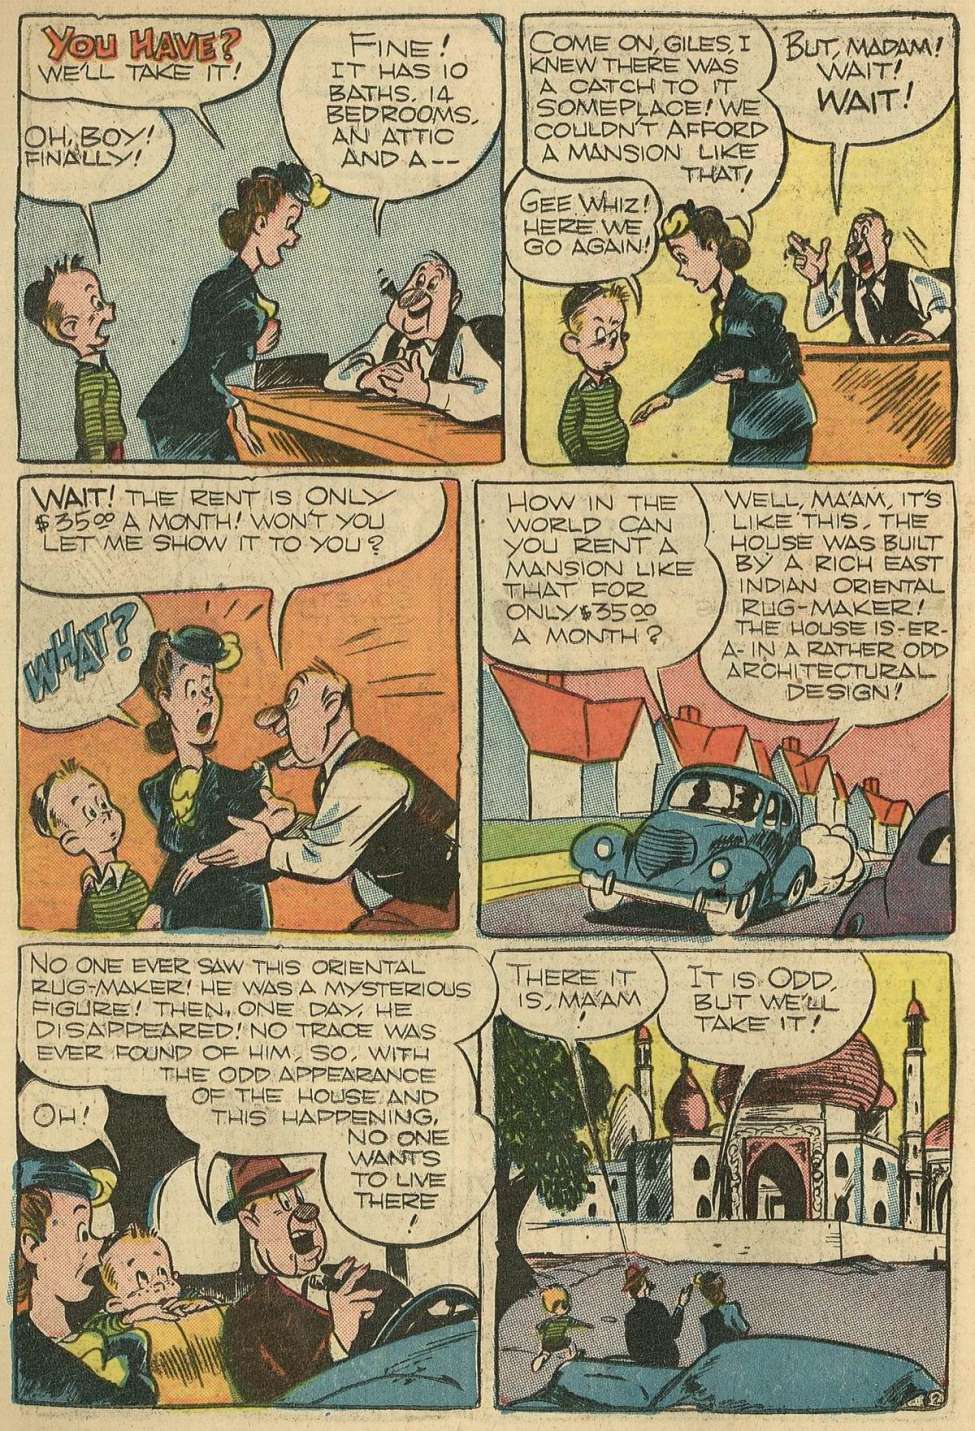 YOU HAVE?
WE'LL TAKE IT!
OH, BOY!
FINALLY!
FINE!
IT HAS 10
BATHS, 14
BEDROOMS,
AN ATTIC
AND A--
COME ON, GILES, I
KNEW THERE WAS
A CATCH TO IT
SOMEPLACE! WE
COULDN'T AFFORD
A MANSION LIKE
THAT!
GEE WHIZ!
HERE WE
GO AGAIN!
BUT, MADAM!
WAIT!
WAIT!
WAIT! THE RENT IS ONLY
$35.00 A MONTH! WON'T YOU
LET ME SHOW IT TO YOU?
WHAT?
HOW IN THE
WORLD CAN
YOU RENT A
MANSION LIKE
THAT FOR
ONLY $35.00
A MONTH?
WELL, MA'AM, IT'S
LIKE THIS, THE
HOUSE WAS BUILT
BY A RICH EAST
INDIAN ORIENTAL
RUG-MAKER!
THE HOUSE IS-ER-
A-IN A RATHER ODD
ARCHITECTURAL
DESIGN!
NO ONE EVER SAW THIS ORIENTAL
RUG-MAKER! HE WAS A MYSTERIOUS
FIGURE! THEN, ONE DAY, HE
DISAPPEARED! NO TRACE WAS
EVER FOUND OF HIM, SO, WITH
THE ODD APPEARANCE
OF THE HOUSE AND
THIS HAPPENING,
NO ONE
WANTS
TO LIVE
THERE
!
OH!
THERE IT
IS, MA'AM
!
IT IS ODD,
BUT WE'LL
TAKE IT!
2